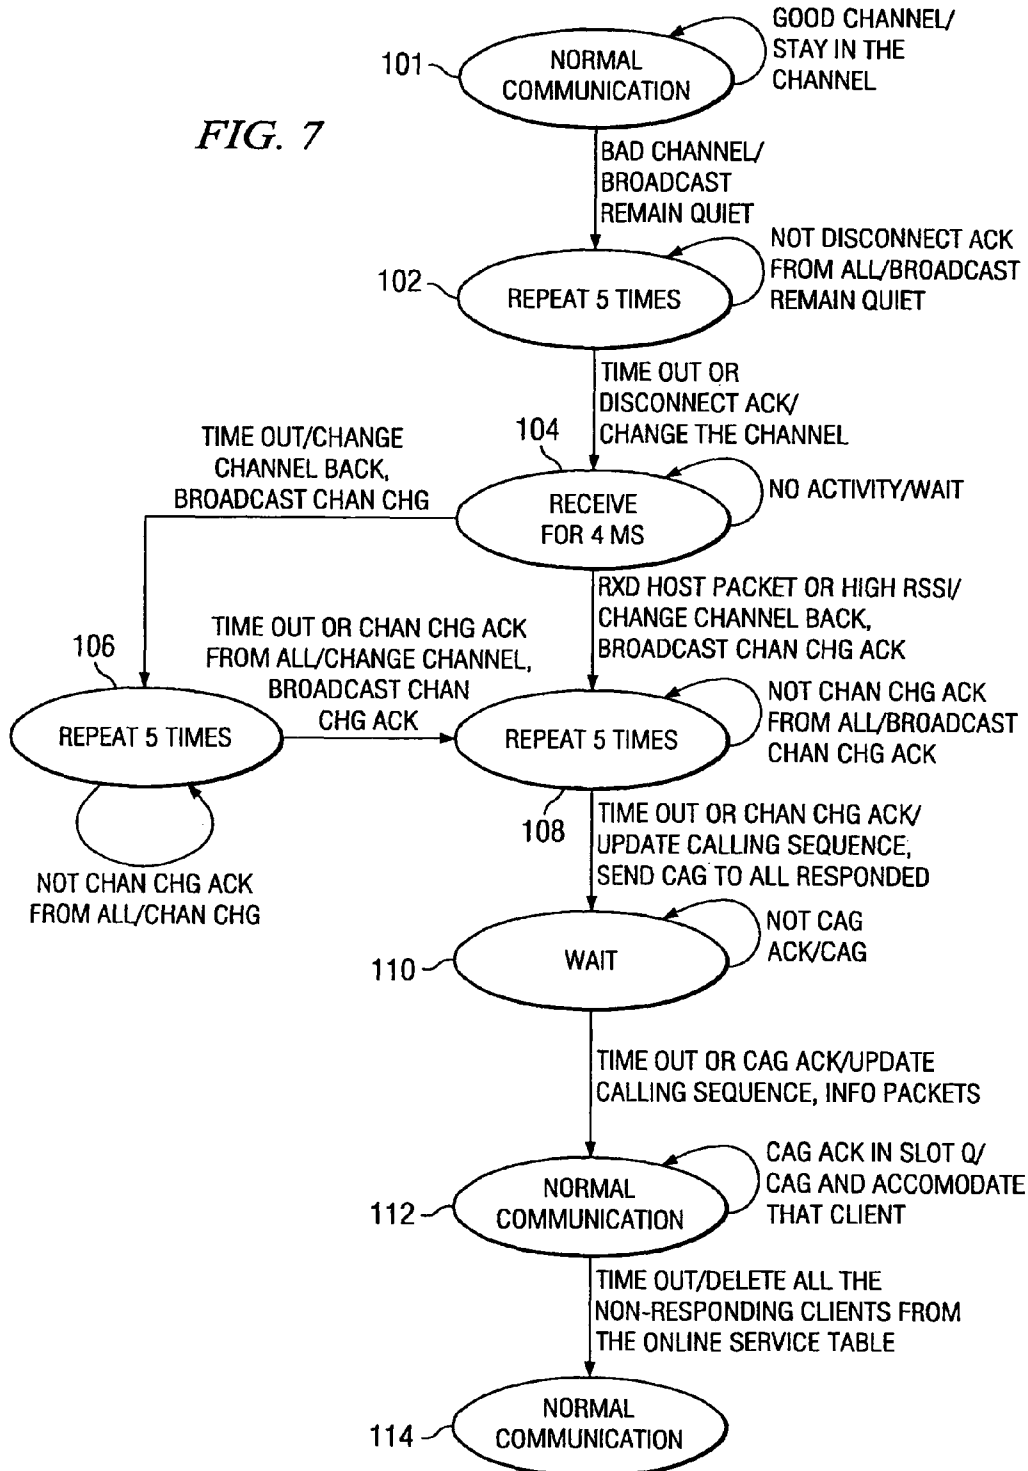 GOOD CHANNEL/
STAY IN THE
CHANNEL
101
NORMAL
COMMUNICATION
FIG. 7
BAD CHANNEL/
BROADCAST
REMAIN QUIET
NOT DISCONNECT ACK
FROM ALL/BROADCAST
REMAIN QUIET
102
REPEAT 5 TIMES
TIME OUT OR
DISCONNECT ACK/
CHANGE THE CHANNEL
TIME OUT/CHANGE
CHANNEL BACK,
BROADCAST CHAN CHG
104
RECEIVE
FOR 4 MS
NO ACTIVITY/WAIT
RXD HOST PACKET OR HIGH RSSI/
CHANGE CHANNEL BACK,
BROADCAST CHAN CHG ACK
TIME OUT OR CHAN CHG ACK
FROM ALL/CHANGE CHANNEL,
BROADCAST CHAN
CHG ACK
106
REPEAT 5 TIMES
NOT CHAN CHG ACK
FROM ALL/CHAN CHG
REPEAT 5 TIMES
108
NOT CHAN CHG ACK
FROM ALL/BROADCAST
CHAN CHG ACK
TIME OUT OR CHAN CHG ACK/
UPDATE CALLING SEQUENCE,
SEND CAG TO ALL RESPONDED
NOT CAG
ACK/CAG
110
WAIT
TIME OUT OR CAG ACK/UPDATE
CALLING SEQUENCE, INFO PACKETS
CAG ACK IN SLOT Q/
CAG AND ACCOMODATE
THAT CLIENT
112
NORMAL
COMMUNICATION
TIME OUT/DELETE ALL THE
NON-RESPONDING CLIENTS FROM
THE ONLINE SERVICE TABLE
114
NORMAL
COMMUNICATION